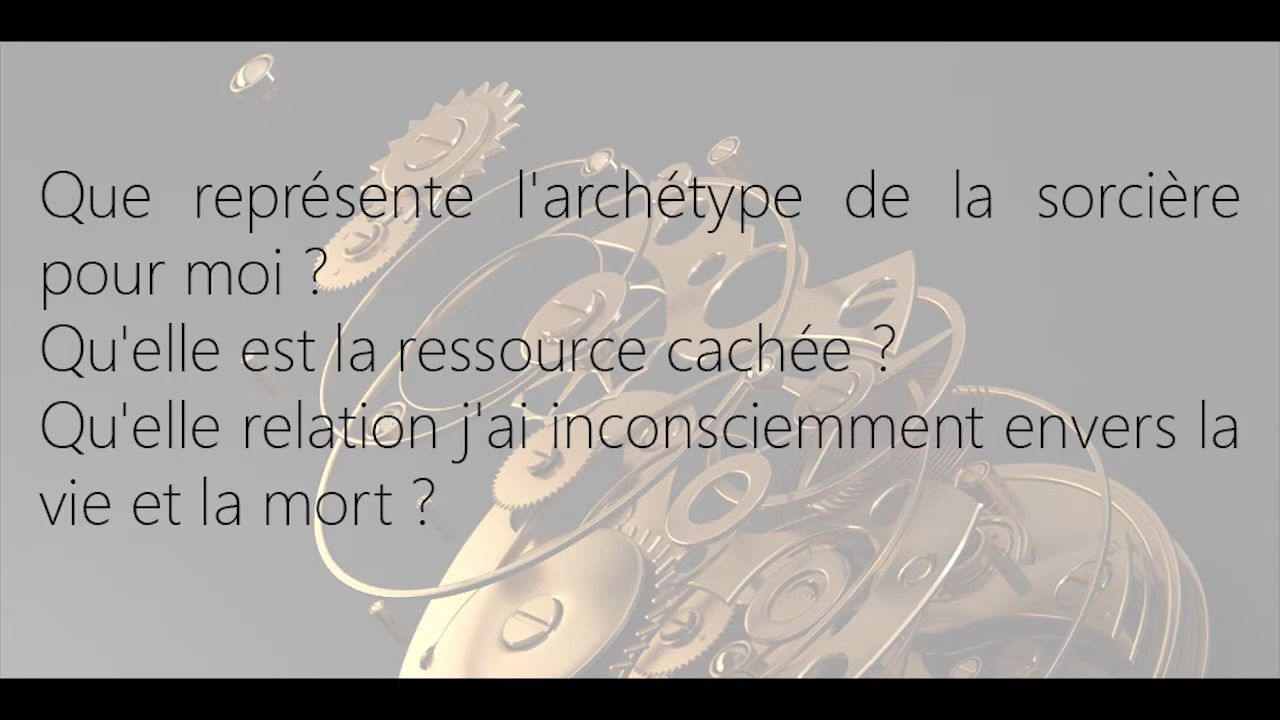 Que représente l'archétype de la sorcière
pour moi ?
Qu'elle est la ressource cachée ?
Qu'elle relation j'ai inconsciemment envers la
vie et la mort ?